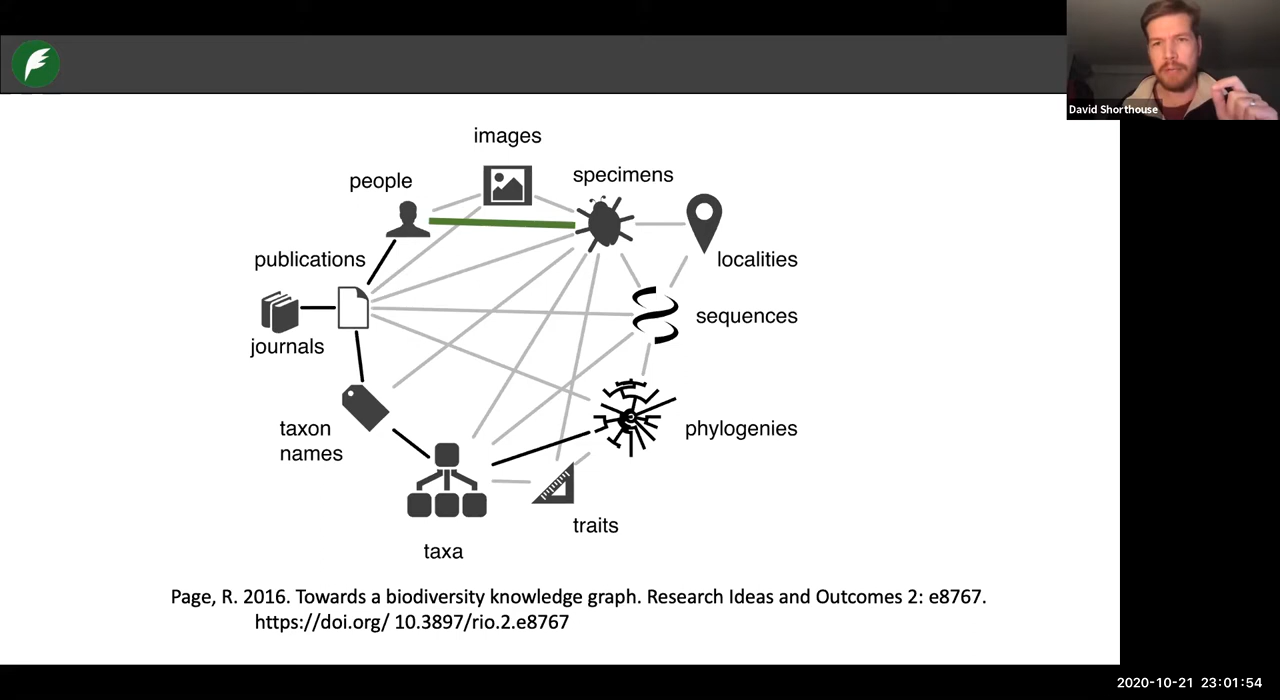 David Shorthouse
images
people
specimens
publications
localities
journals
sequences
taxon
names
phylogenies
traits
taxa
Page, R. 2016. Towards a biodiversity knowledge graph. Research Ideas and Outcomes 2: e8767.
https://doi.org/ 10.3897/rio.2.e8767
2020-10-21 23:01:54